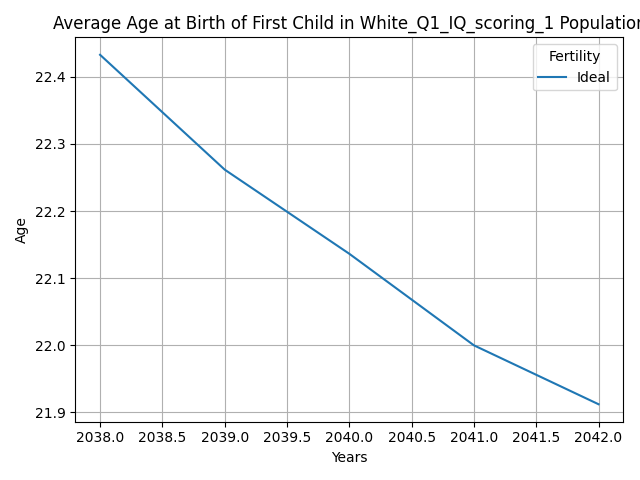 Average Age at Birth of First Child in White_Q1_IQ_scoring_1 Population
Fertility
Ideal
22.4
22.3
22.2
22.1
22.0
21.9
Age
2038.0 2038.5 2039.0 2039.5 2040.0 2040.5 2041.0 2041.5 2042.0
Years